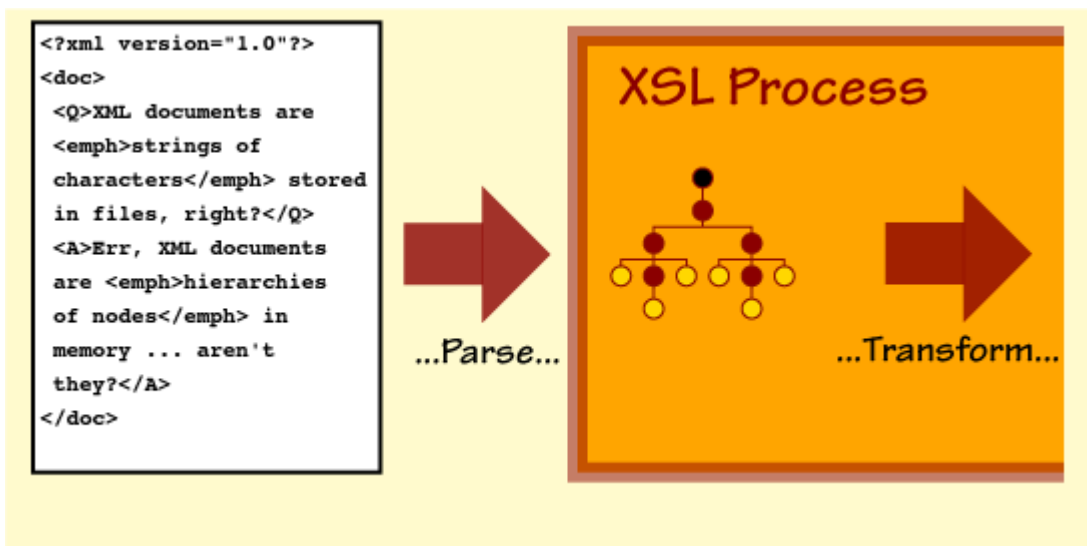 <?xml version="1.0"?>
<doc>
<Q>XML documents are
<emph>strings of
characters</emph> stored
in files, right?</Q>
<A>Err, XML documents
are <emph>hierarchies
of nodes</emph> in
memory ... aren't
they?</A>
</doc>
...Parse...
XSL Process
...Transform...